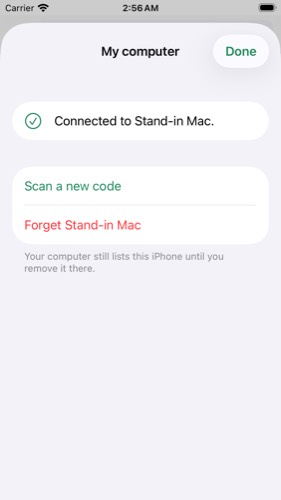 Carrier 2:56 AM
My computer Done
Connected to Stand-in Mac.
Scan a new code
Forget Stand-in Mac
Your computer still lists this iPhone until you
remove it there.